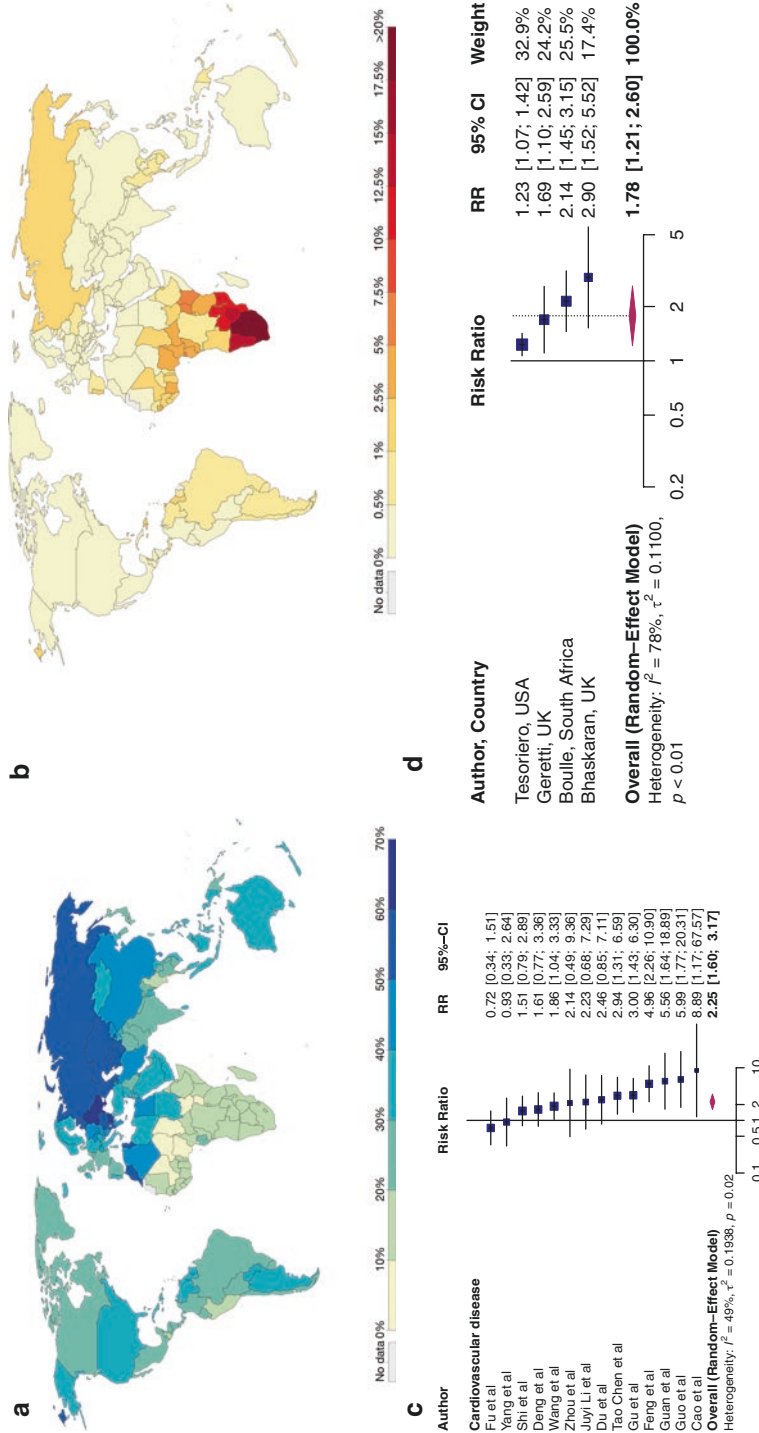 a
No data 0% 10% 20% 30% 40% 50% 60% 70%
b
No data 0% 0.5% 1% 2.5% 5% 7.5% 10% 12.5% 15% 17.5% >20%
c
Author Risk Ratio RR 95%–CI
Cardiovascular disease
Fu et al 0.72 [0.34; 1.51]
Yang et al 0.93 [0.33; 2.64]
Shi et al 1.51 [0.79; 2.89]
Deng et al 1.61 [0.77; 3.36]
Wang et al 1.86 [1.04; 3.33]
Zhou et al 2.14 [0.49; 9.36]
Juyi Li et al 2.23 [0.68; 7.29]
Du et al 2.46 [0.85; 7.11]
Tao Chen et al 2.94 [1.31; 6.59]
Gu et al 3.00 [1.43; 6.30]
Feng et al 4.96 [2.26; 10.90]
Guan et al 5.56 [1.64; 18.89]
Guo et al 5.99 [1.77; 20.31]
Cao et al 8.89 [1.17; 67.57]
Overall (Random–Effect Model) 2.25 [1.60; 3.17]
Heterogeneity: I² = 49%, τ² = 0.1938, p = 0.02
0.1 0.5 1 2 10
d
Author, Country Risk Ratio RR 95% CI Weight
Tesoriero, USA 1.23 [1.07; 1.42] 32.9%
Geretti, UK 1.69 [1.10; 2.59] 24.2%
Boulle, South Africa 2.14 [1.45; 3.15] 25.5%
Bhaskaran, UK 2.90 [1.52; 5.52] 17.4%
Overall (Random–Effect Model) 1.78 [1.21; 2.60] 100.0%
Heterogeneity: I² = 78%, τ² = 0.1100,
p < 0.01
0.2 0.5 1 2 5